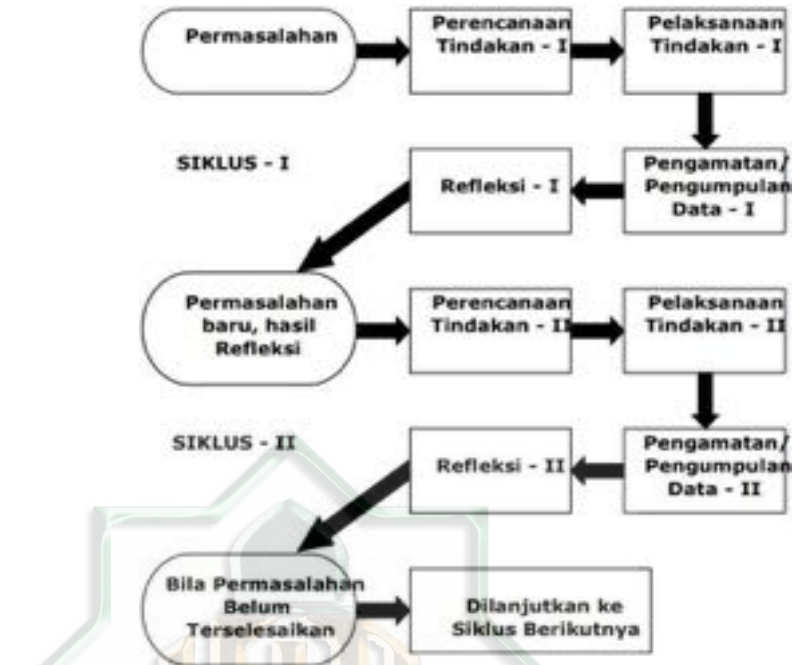 Permasalahan
Perencanaan
Tindakan - I
Pelaksanaan
Tindakan - I
SIKLUS - I
Refleksi - I
Pengamatan/
Pengumpulan
Data - I
Permasalahan
baru, hasil
Refleksi
Perencanaan
Tindakan - II
Pelaksanaan
Tindakan - II
SIKLUS - II
Refleksi - II
Pengamatan/
Pengumpulan
Data - II
Bila Permasalahan
Belum
Terselesaikan
Dilanjutkan ke
Siklus Berikutnya